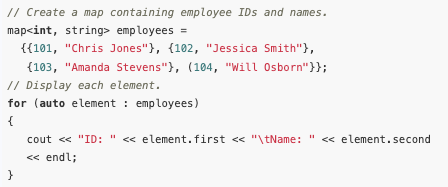 // Create a map containing employee IDs and names.
map<int, string> employees =
{{101, "Chris Jones"}, {102, "Jessica Smith"},
{103, "Amanda Stevens"}, (104, "Will Osborn"}};
// Display each element.
for (auto element : employees)
{
cout << "ID: " << element.first << "\tName: " << element.second
<< endl;
}